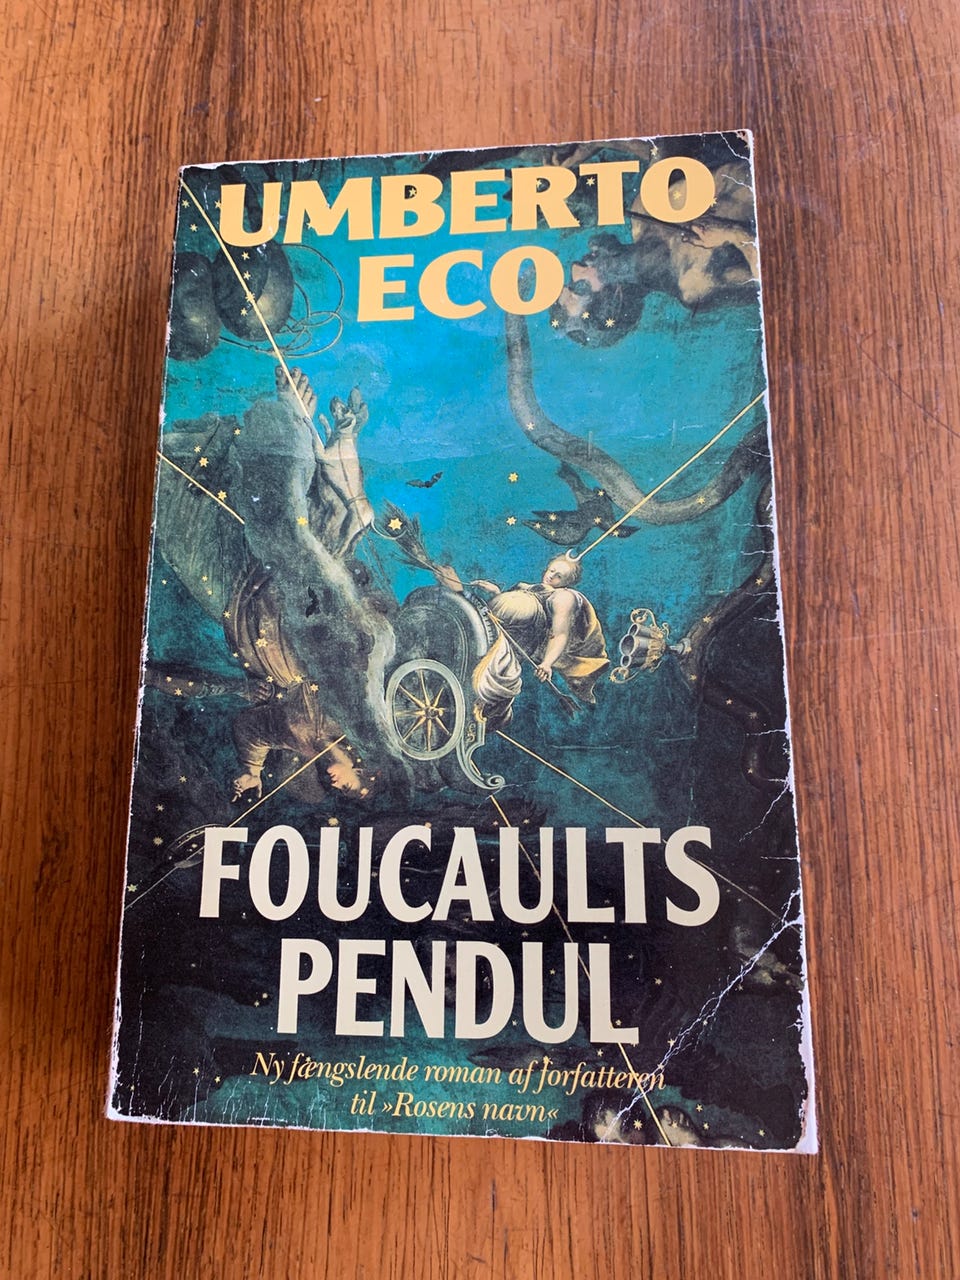 UMBERTO
ECO
FOUCAULTS
PENDUL
Ny fængslende roman af forfatteren
til »Rosens navn«